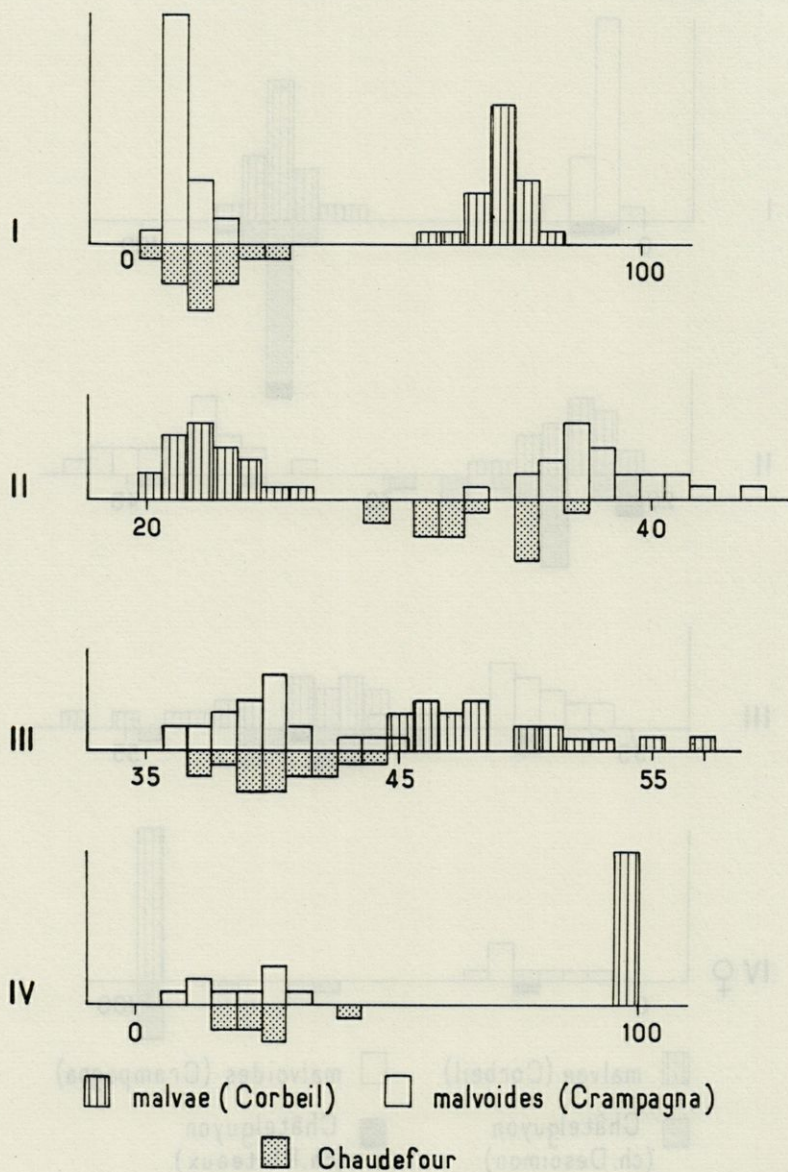 I
0 100
II
20 40
III
35 45 55
IV
0 100
malvae (Corbeil) malvoides (Crampagna)
Chaudefour